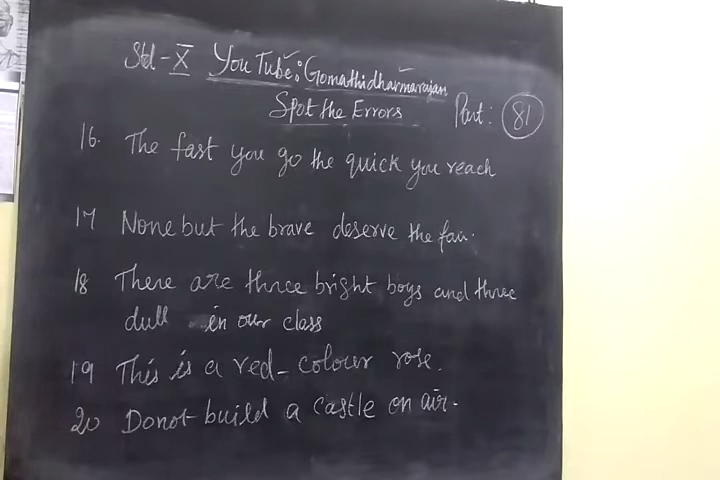 Std - X YouTube: Gomathidharmarajan
Spot the Errors Part: 81
16. The fast you go the quick you reach
17 None but the brave deserve the fair.
18 There are three bright boys and three
dull in our class
19 This is a red-colour rose.
20 Donot build a castle on air.